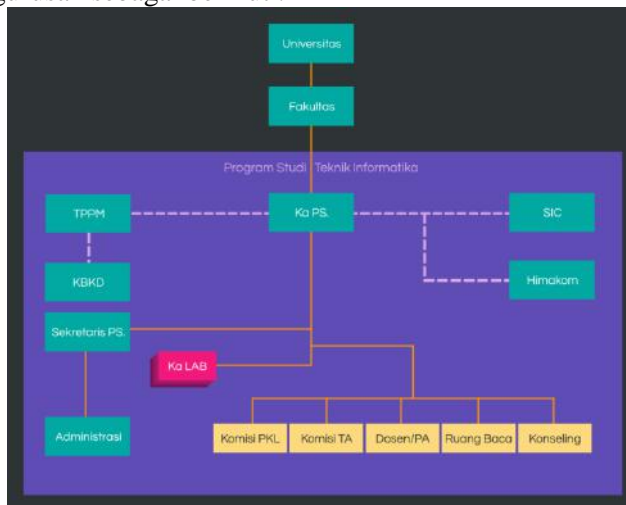 Universitas
Fakultas
Program Studi Teknik Informatika
TPPM
Ka PS.
SIC
KBKD
Himakom
Sekretaris PS.
Ka LAB
Administrasi
Komisi PKL
Komisi TA
Dosen/PA
Ruang Baca
Konseling